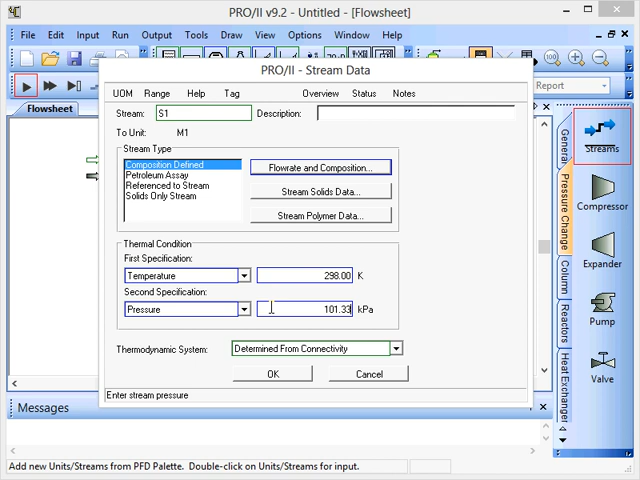 PRO/II v9.2 - Untitled - [Flowsheet]
File Edit Input Run Output Tools Draw View Options Window Help
PRO/II - Stream Data
UOM Range Help Tag Overview Status Notes
Report
Flowsheet
Stream: S1 Description:
To Unit: M1
Stream Type
Composition Defined
Petroleum Assay
Referenced to Stream
Solids Only Stream
Flowrate and Composition...
Stream Solids Data...
Stream Polymer Data...
Thermal Condition
First Specification:
Temperature 298.00 K
Second Specification:
Pressure 101.33 kPa
Thermodynamic System: Determined From Connectivity
OK Cancel
Enter stream pressure
General
Pressure Change
Column
Reactors
Heat Exchanger
Streams
Compressor
Expander
Pump
Valve
Messages
Add new Units/Streams from PFD Palette. Double-click on Units/Streams for input.